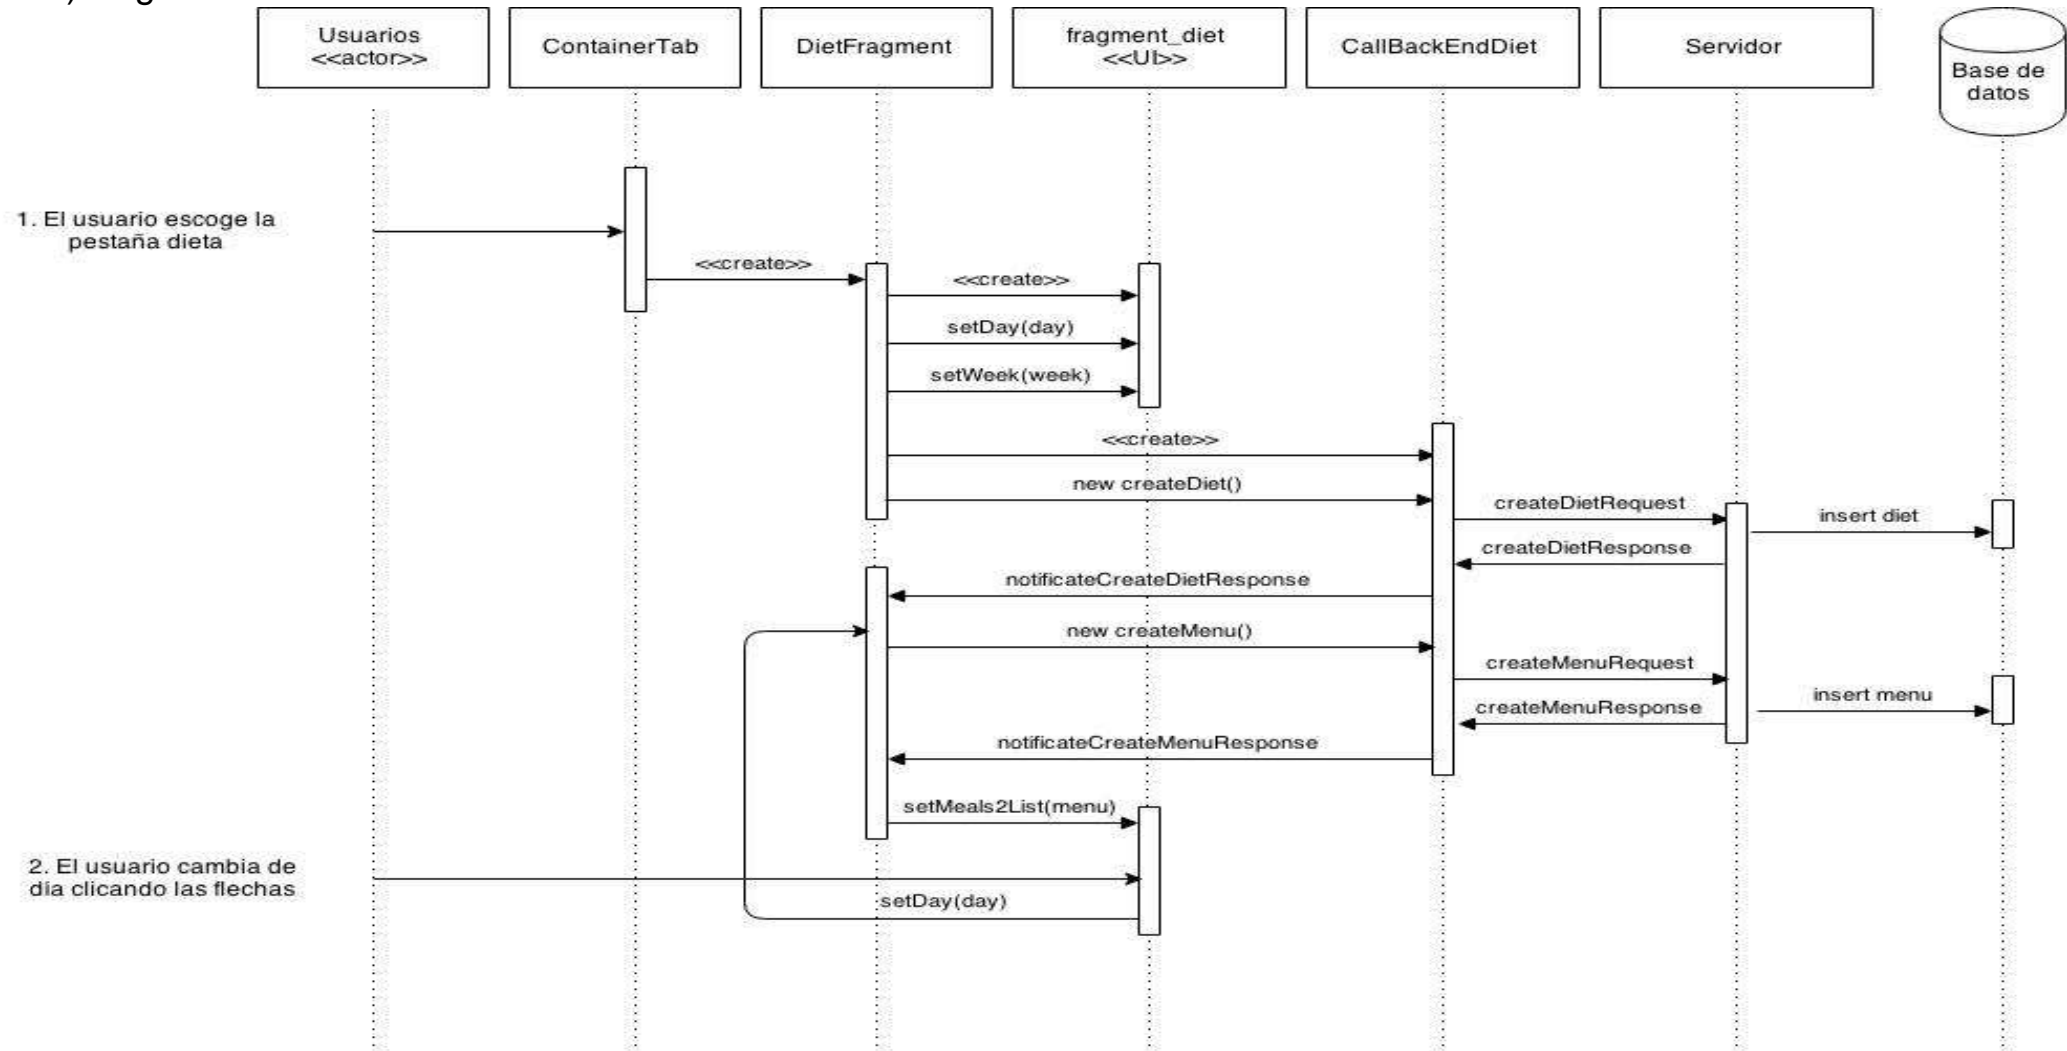 Usuarios
<<actor>>
ContainerTab
DietFragment
fragment_diet
<<UI>>
CallBackEndDiet
Servidor
Base de
datos
1. El usuario escoge la
pestaña dieta
<<create>>
<<create>>
setDay(day)
setWeek(week)
<<create>>
new createDiet()
createDietRequest
insert diet
createDietResponse
notificateCreateDietResponse
new createMenu()
createMenuRequest
insert menu
createMenuResponse
notificateCreateMenuResponse
setMeals2List(menu)
2. El usuario cambia de
día clicando las flechas
setDay(day)